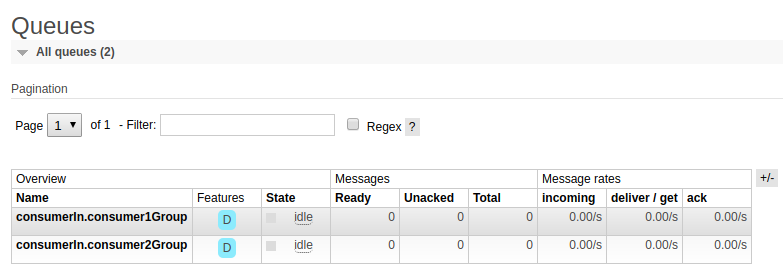 Queues
All queues (2)
Pagination
Page 1 of 1 - Filter: Regex ?
Overview Messages Message rates +/-
Name Features State Ready Unacked Total incoming deliver / get ack
consumerIn.consumer1Group D idle 0 0 0 0.00/s 0.00/s 0.00/s
consumerIn.consumer2Group D idle 0 0 0 0.00/s 0.00/s 0.00/s